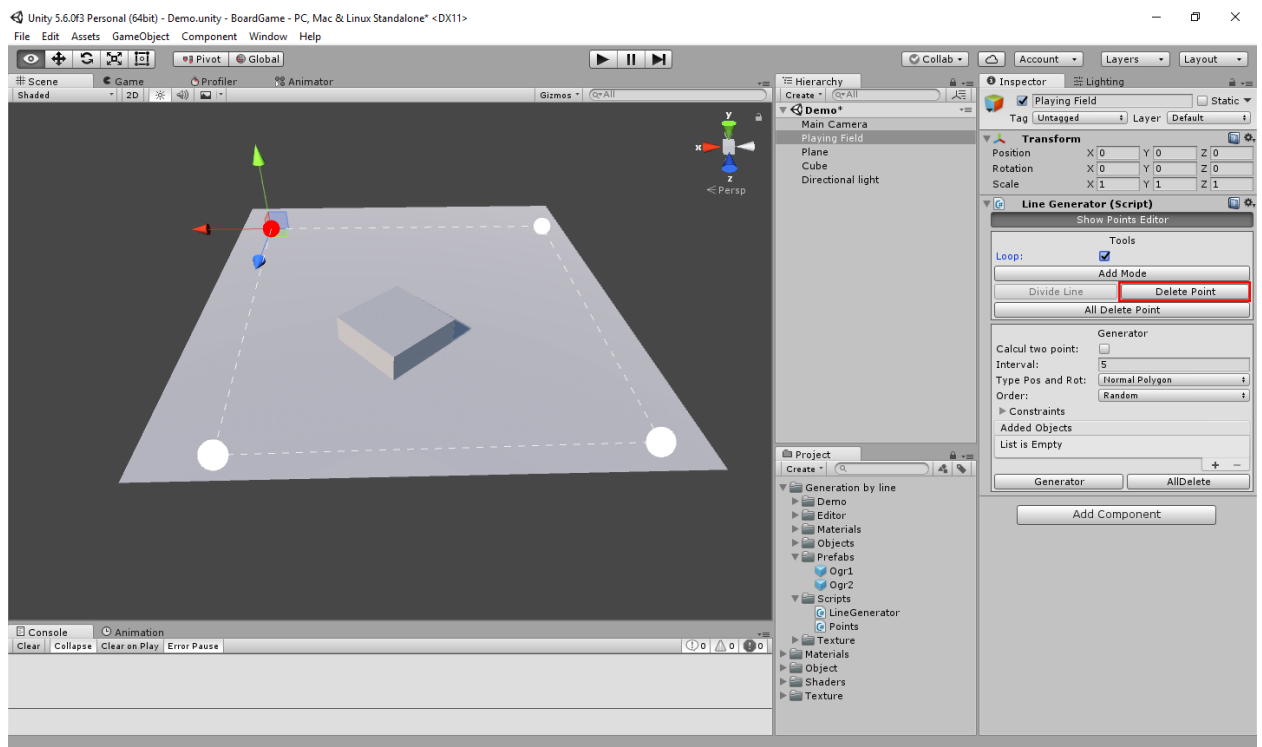 Unity 5.6.0f3 Personal (64bit) - Demo.unity - BoardGame - PC, Mac & Linux Standalone* <DX11>
File Edit Assets GameObject Component Window Help
Pivot Global Collab Account Layers Layout
Scene Game Profiler Animator
Shaded 2D Gizmos All
y
x
z
Persp
Hierarchy
Create All
Demo*
Main Camera
Playing Field
Plane
Cube
Directional light
Project
Create
Generation by line
Demo
Editor
Materials
Objects
Prefabs
Ogr1
Ogr2
Scripts
LineGenerator
Points
Texture
Materials
Object
Shaders
Texture
Inspector Lighting
Playing Field Static
Tag Untagged Layer Default
Transform
Position X 0 Y 0 Z 0
Rotation X 0 Y 0 Z 0
Scale X 1 Y 1 Z 1
Line Generator (Script)
Show Points Editor
Tools
Loop:
Add Mode
Divide Line Delete Point
All Delete Point
Generator
Calcul two point:
Interval: 5
Type Pos and Rot: Normal Polygon
Order: Random
Constraints
Added Objects
List is Empty
+ −
Generator AllDelete
Add Component
Console Animation
Clear Collapse Clear on Play Error Pause 0 0 0